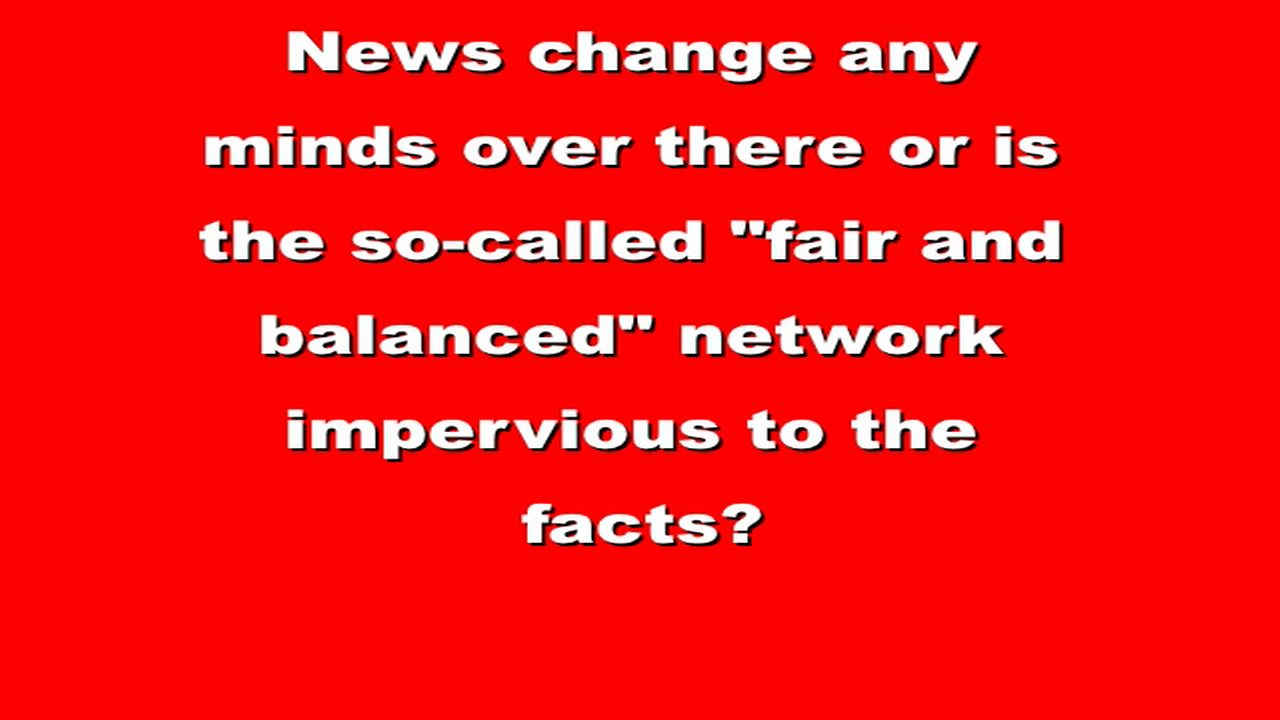 News change any
minds over there or is
the so-called "fair and
balanced" network
impervious to the
facts?